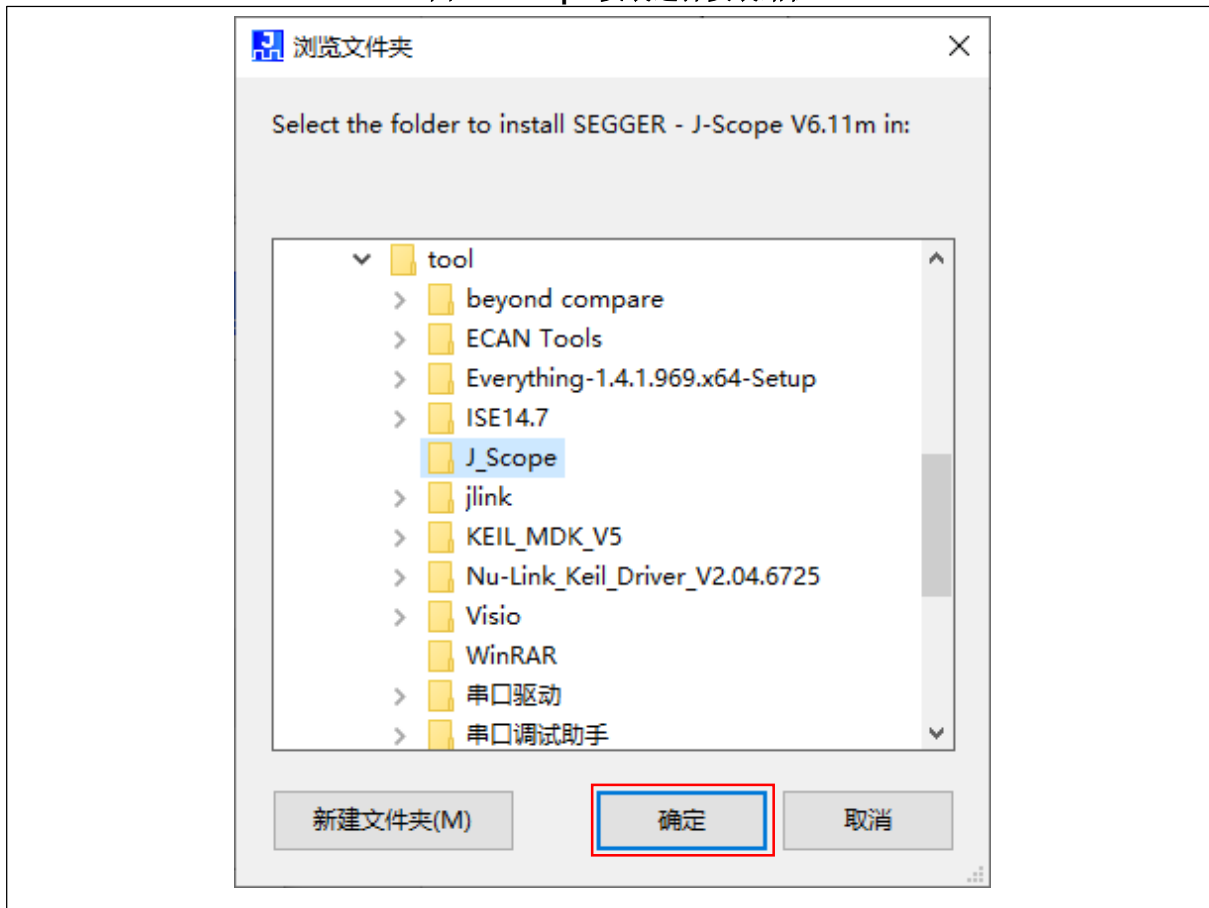 浏览文件夹
Select the folder to install SEGGER - J-Scope V6.11m in:
tool
beyond compare
ECAN Tools
Everything-1.4.1.969.x64-Setup
ISE14.7
J_Scope
jlink
KEIL_MDK_V5
Nu-Link_Keil_Driver_V2.04.6725
Visio
WinRAR
串口驱动
串口调试助手
新建文件夹(M) 确定 取消